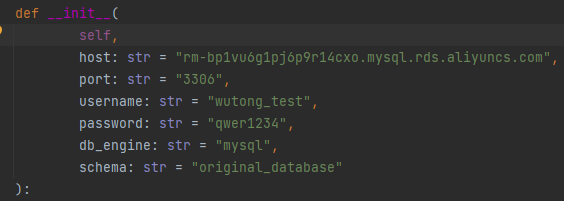 def __init__(
self,
host: str = "rm-bp1vu6g1pj6p9r14cxo.mysql.rds.aliyuncs.com",
port: str = "3306",
username: str = "wutong_test",
password: str = "qwer1234",
db_engine: str = "mysql",
schema: str = "original_database"
):